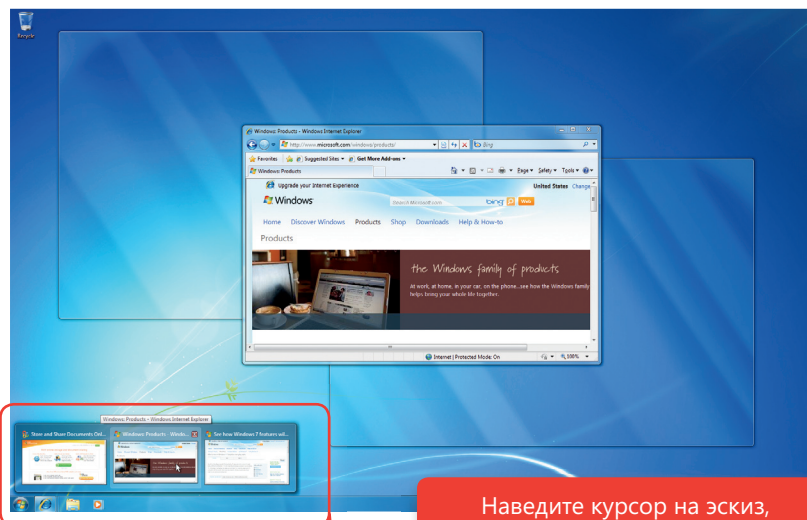 Recycle
Windows: Products - Windows Internet Explorer
http://www.microsoft.com/windows/products/
Bing
Favorites Suggested Sites Get More Add-ons
Windows: Products
Page Safety Tools
Upgrade your Internet Experience
United States Change
Windows
Search Microsoft.com
bing
Web
Home Discover Windows Products Shop Downloads Help & How-to
Products
the Windows family of products
At work, at home, in your car, on the phone...see how the Windows family
helps bring your whole life together.
Internet | Protected Mode: On
100%
Windows: Products - Windows Internet Explorer
Store and Share Documents Onl...
Windows: Products - Windo...
See how Windows 7 features wil...
Наведите курсор на эскиз,